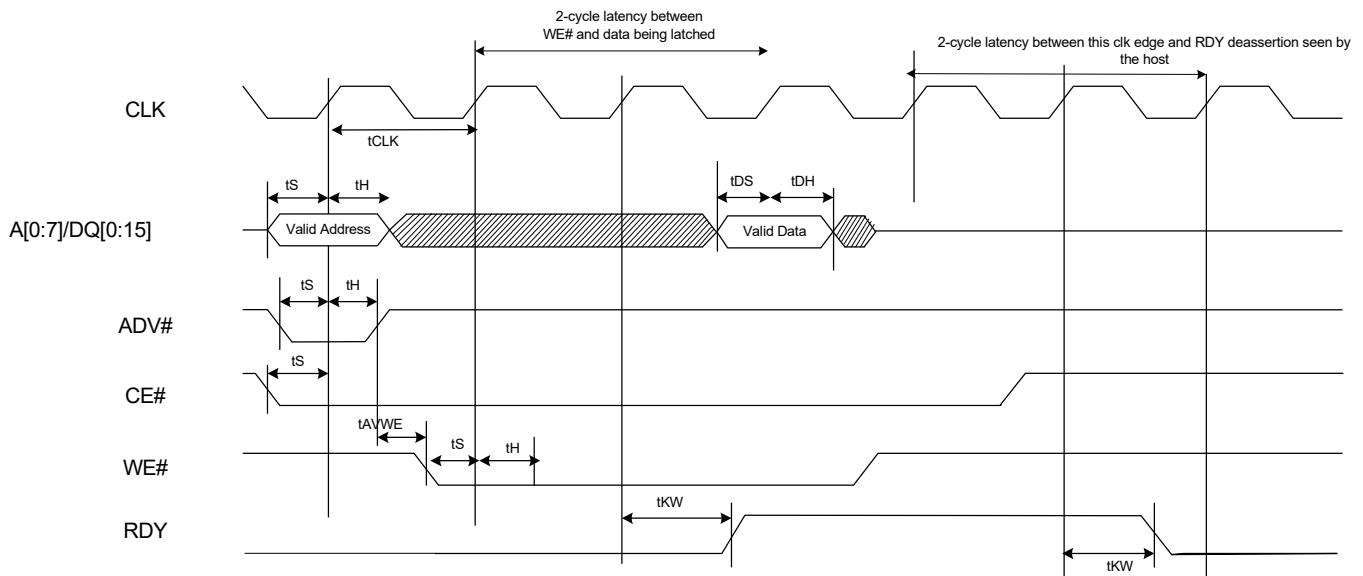 2-cycle latency between
WE# and data being latched
2-cycle latency between this clk edge and RDY deassertion seen by
the host
CLK
tCLK
tS
tH
tDS
tDH
A[0:7]/DQ[0:15]
Valid Address
Valid Data
tS
tH
ADV#
tS
CE#
tAVWE
tS
tH
WE#
tKW
RDY
tKW